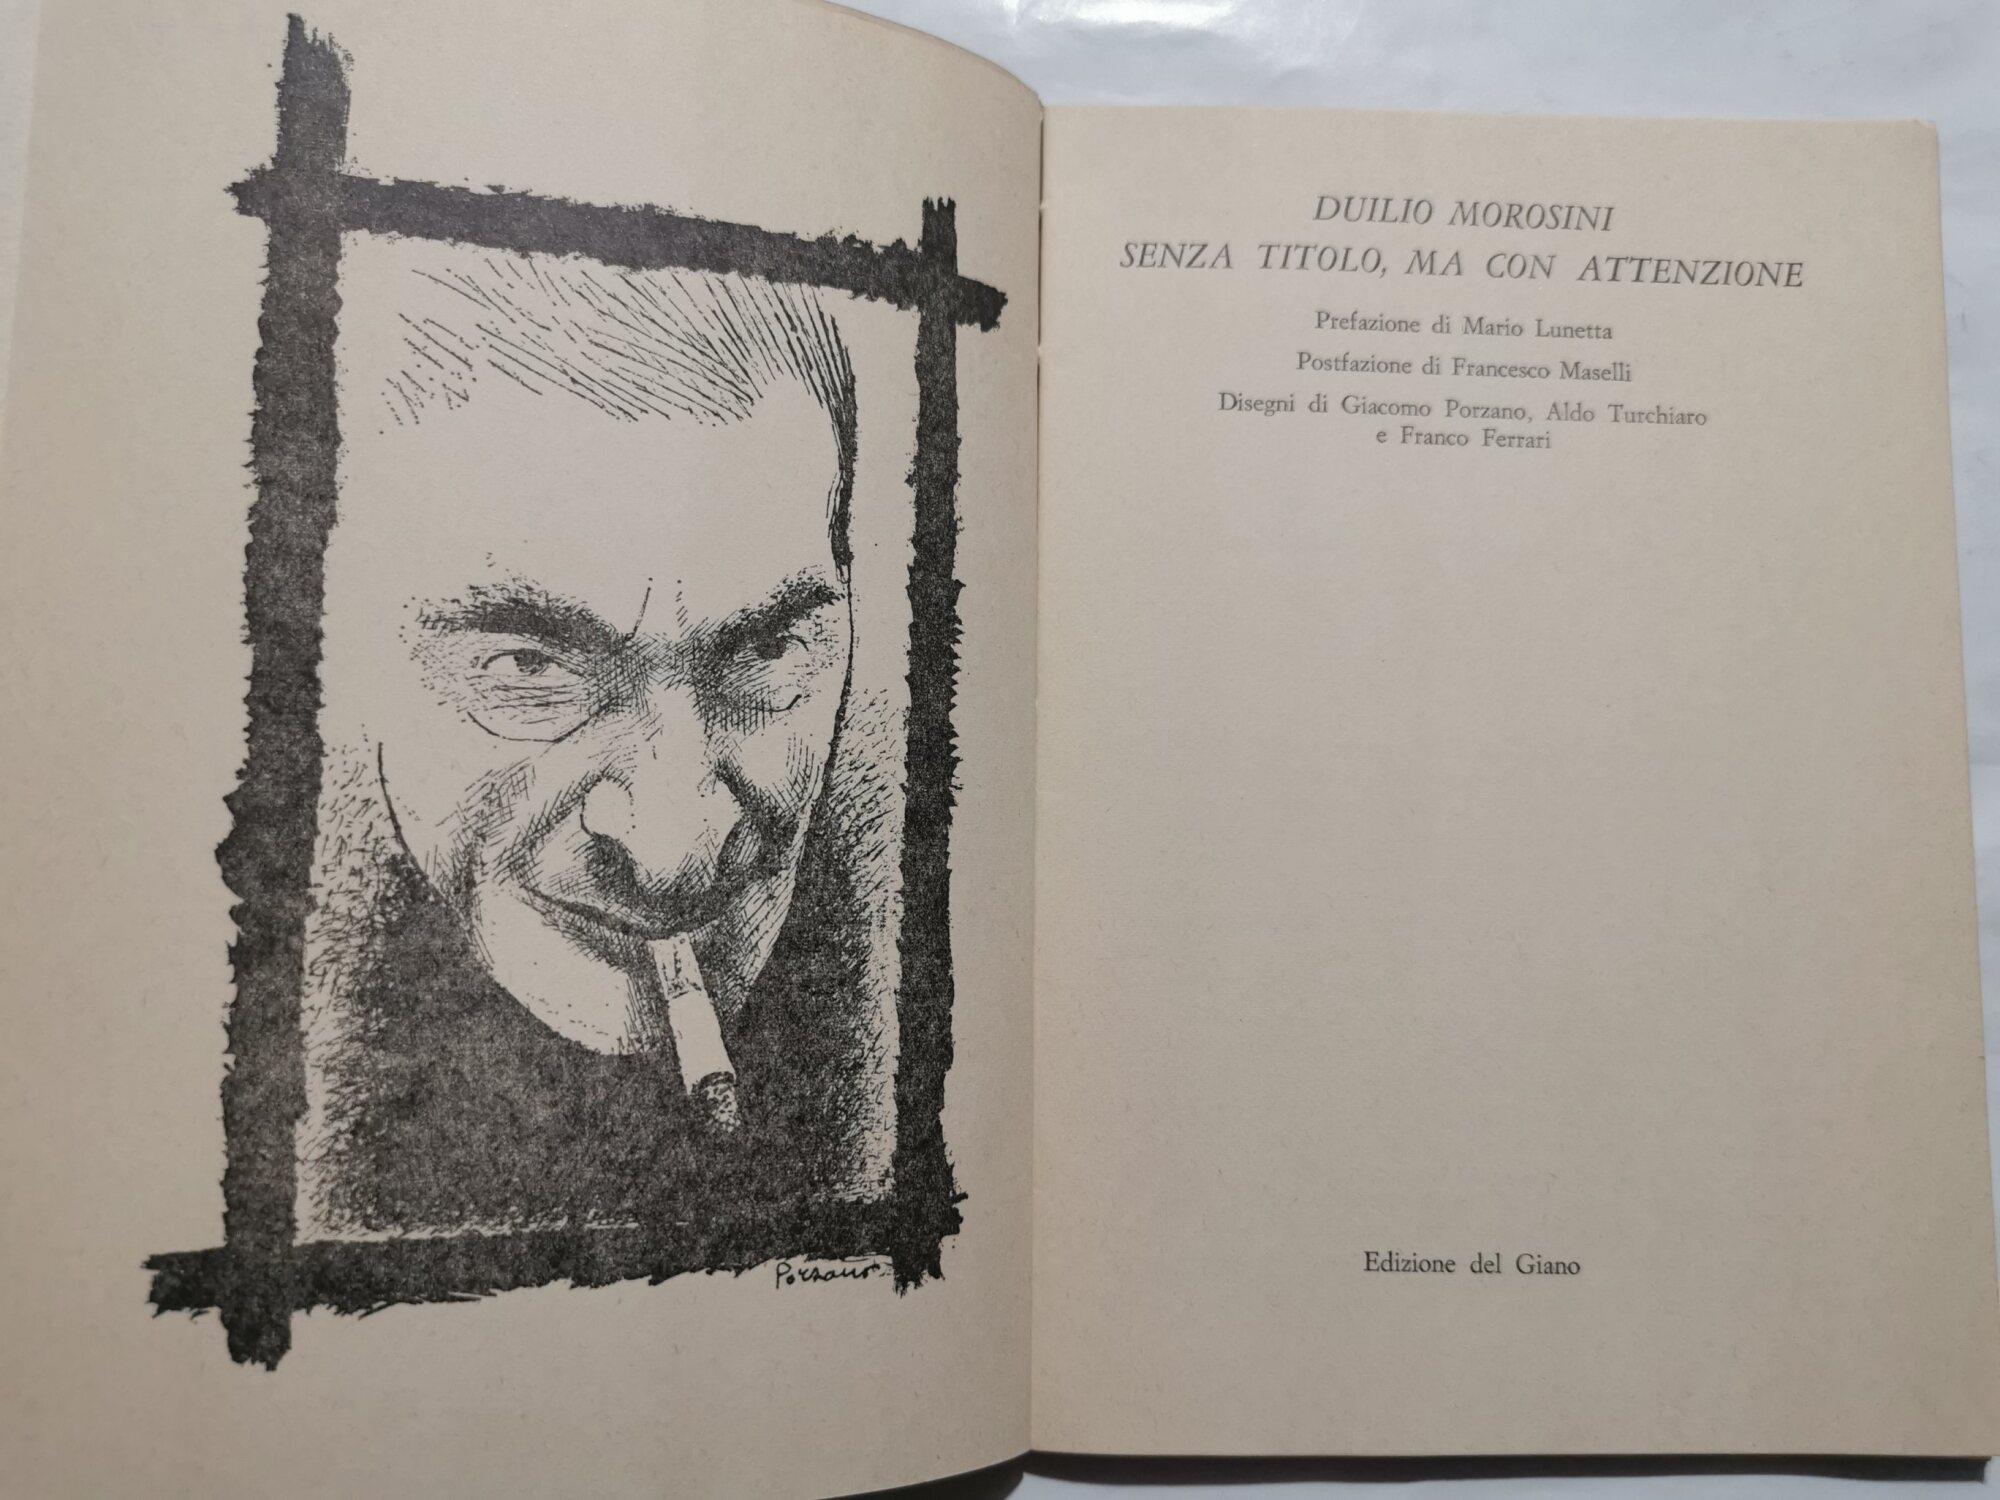 Porzano
DUILIO MOROSINI
SENZA TITOLO, MA CON ATTENZIONE
Prefazione di Mario Lunetta
Postfazione di Francesco Maselli
Disegni di Giacomo Porzano, Aldo Turchiaro
e Franco Ferrari
Edizione del Giano